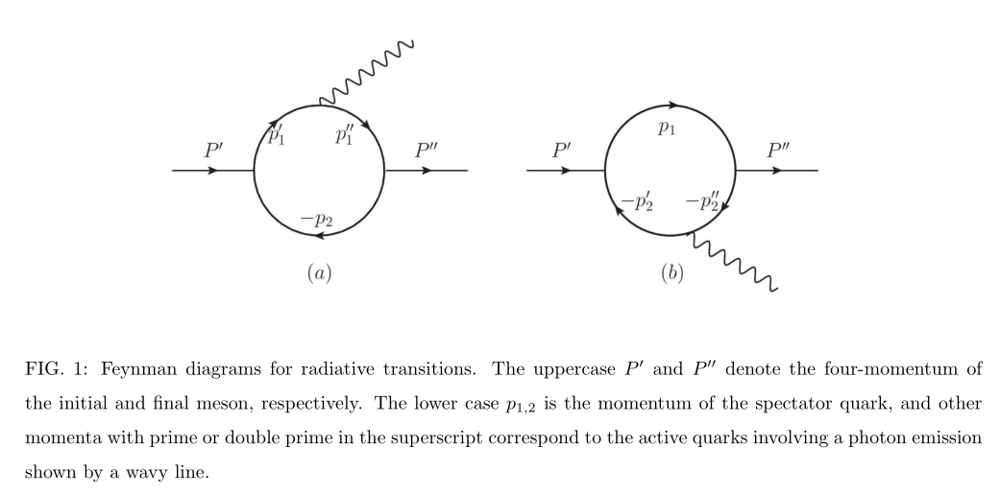 P′ p′₁ p″₁ P″ −p₂
(a)
P′ p₁ P″ −p′₂ −p″₂
(b)
FIG. 1: Feynman diagrams for radiative transitions. The uppercase P′ and P″ denote the four-momentum of
the initial and final meson, respectively. The lower case p₁,₂ is the momentum of the spectator quark, and other
momenta with prime or double prime in the superscript correspond to the active quarks involving a photon emission
shown by a wavy line.